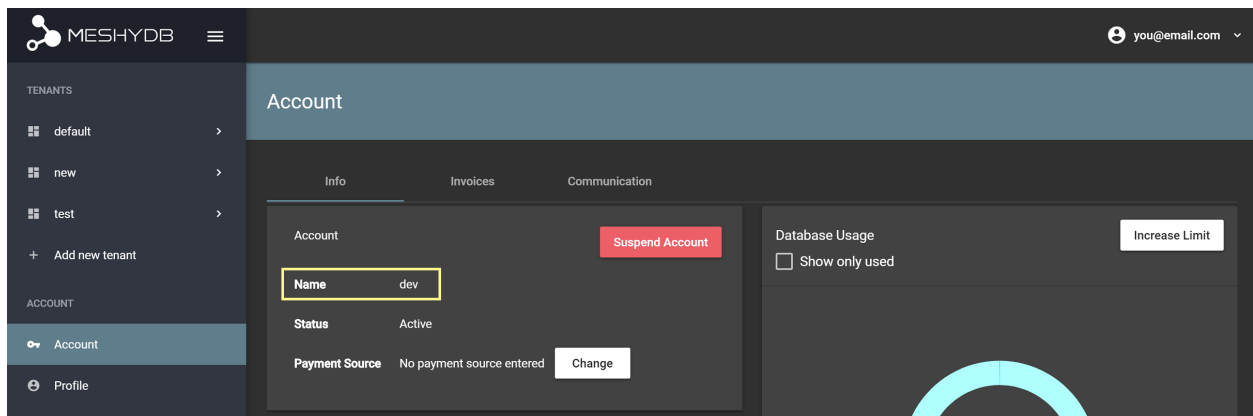 MESHYDB
you@email.com
TENANTS
default
new
test
+ Add new tenant
ACCOUNT
Account
Profile
Account
Info Invoices Communication
Account
Suspend Account
Name dev
Status Active
Payment Source No payment source entered Change
Database Usage
Increase Limit
Show only used